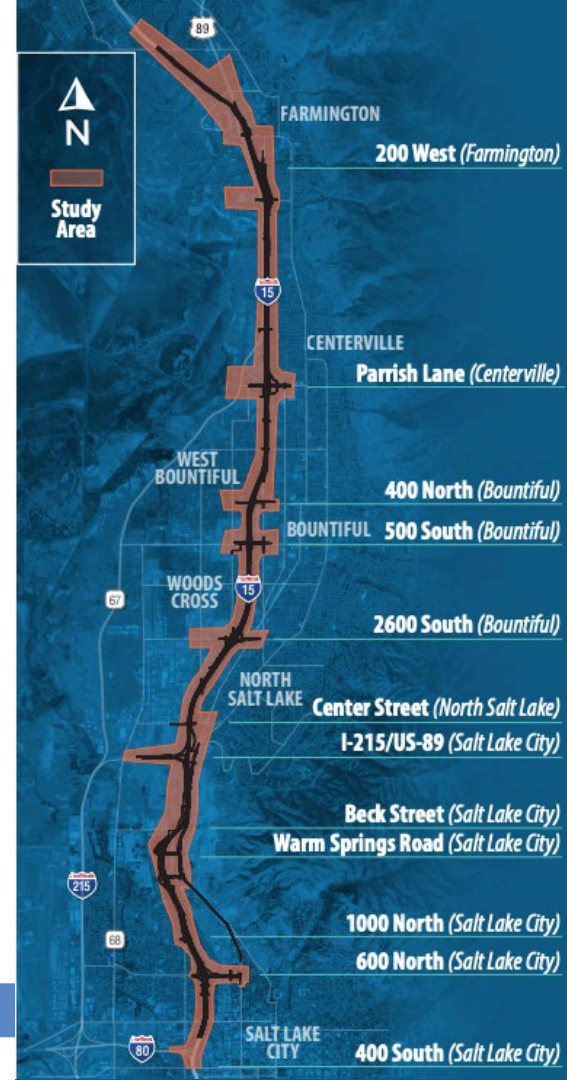 89
N
Study
Area
FARMINGTON
200 West (Farmington)
15
CENTERVILLE
Parrish Lane (Centerville)
WEST
BOUNTIFUL
400 North (Bountiful)
BOUNTIFUL
500 South (Bountiful)
WOODS
CROSS
15
67
2600 South (Bountiful)
NORTH
SALT LAKE
Center Street (North Salt Lake)
I-215/US-89 (Salt Lake City)
Beck Street (Salt Lake City)
Warm Springs Road (Salt Lake City)
215
1000 North (Salt Lake City)
68
600 North (Salt Lake City)
SALT LAKE
CITY
80
400 South (Salt Lake City)